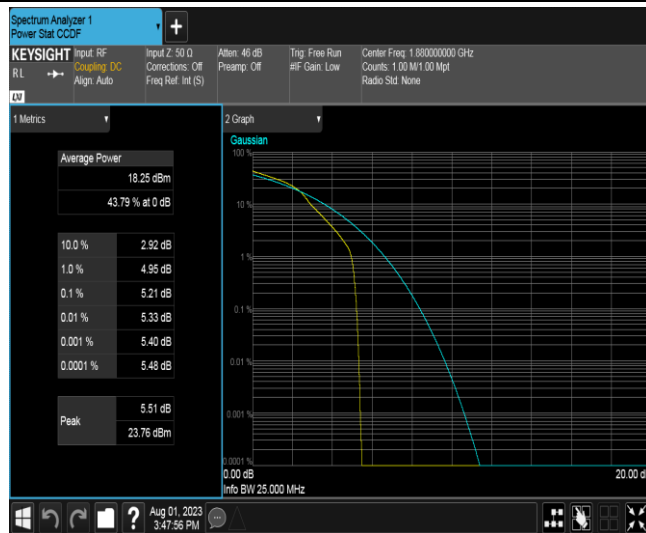 Spectrum Analyzer 1
Power Stat CCDF
+
KEYSIGHT
RL
LXI
Input: RF
Coupling: DC
Align: Auto
Input Z: 50 Ω
Corrections: Off
Freq Ref: Int (S)
Atten: 46 dB
Preamp: Off
Trig: Free Run
#IF Gain: Low
Center Freq: 1.880000000 GHz
Counts: 1.00 M/1.00 Mpt
Radio Std: None
1 Metrics
Average Power
18.25 dBm
43.79 % at 0 dB
10.0 % 2.92 dB
1.0 % 4.95 dB
0.1 % 5.21 dB
0.01 % 5.33 dB
0.001 % 5.40 dB
0.0001 % 5.48 dB
Peak
5.51 dB
23.76 dBm
2 Graph
Gaussian
100 %
10 %
1 %
0.1 %
0.01 %
0.001 %
0.0001 %
0.00 dB
20.00 d
Info BW 25.000 MHz
?
Aug 01, 2023
3:47:56 PM